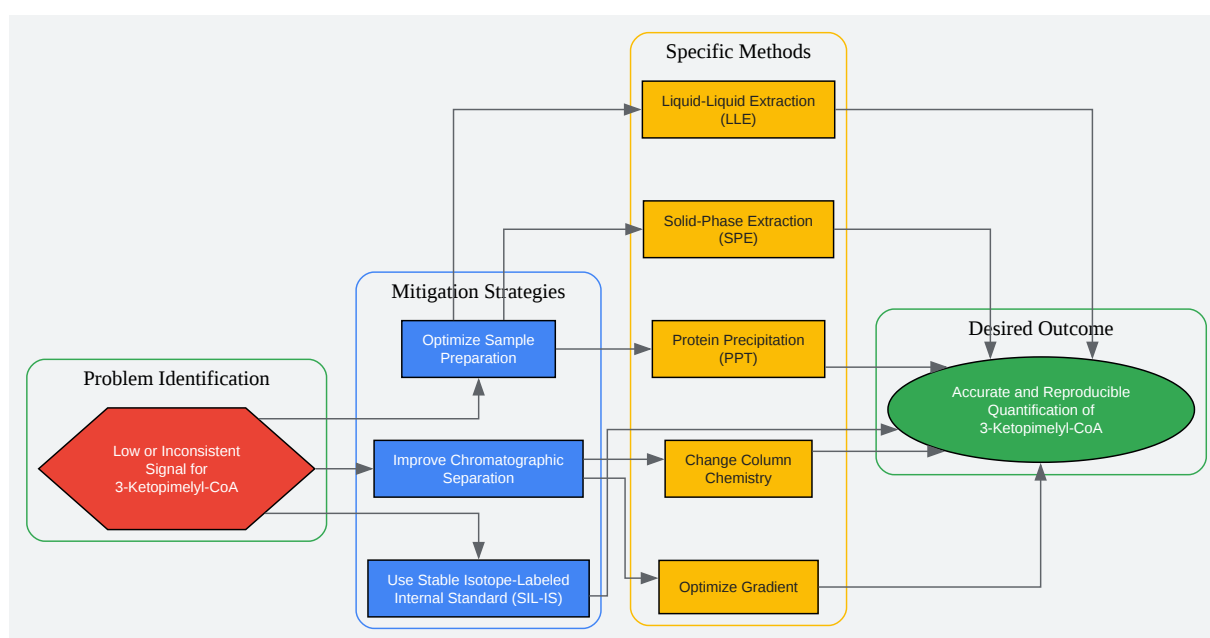 Problem Identification
Low or Inconsistent
Signal for
3-Ketopimelyl-CoA
Mitigation Strategies
Optimize Sample
Preparation
Improve Chromatographic
Separation
Use Stable Isotope-Labeled
Internal Standard (SIL-IS)
Specific Methods
Liquid-Liquid Extraction
(LLE)
Solid-Phase Extraction
(SPE)
Protein Precipitation
(PPT)
Change Column
Chemistry
Optimize Gradient
Desired Outcome
Accurate and Reproducible
Quantification of
3-Ketopimelyl-CoA